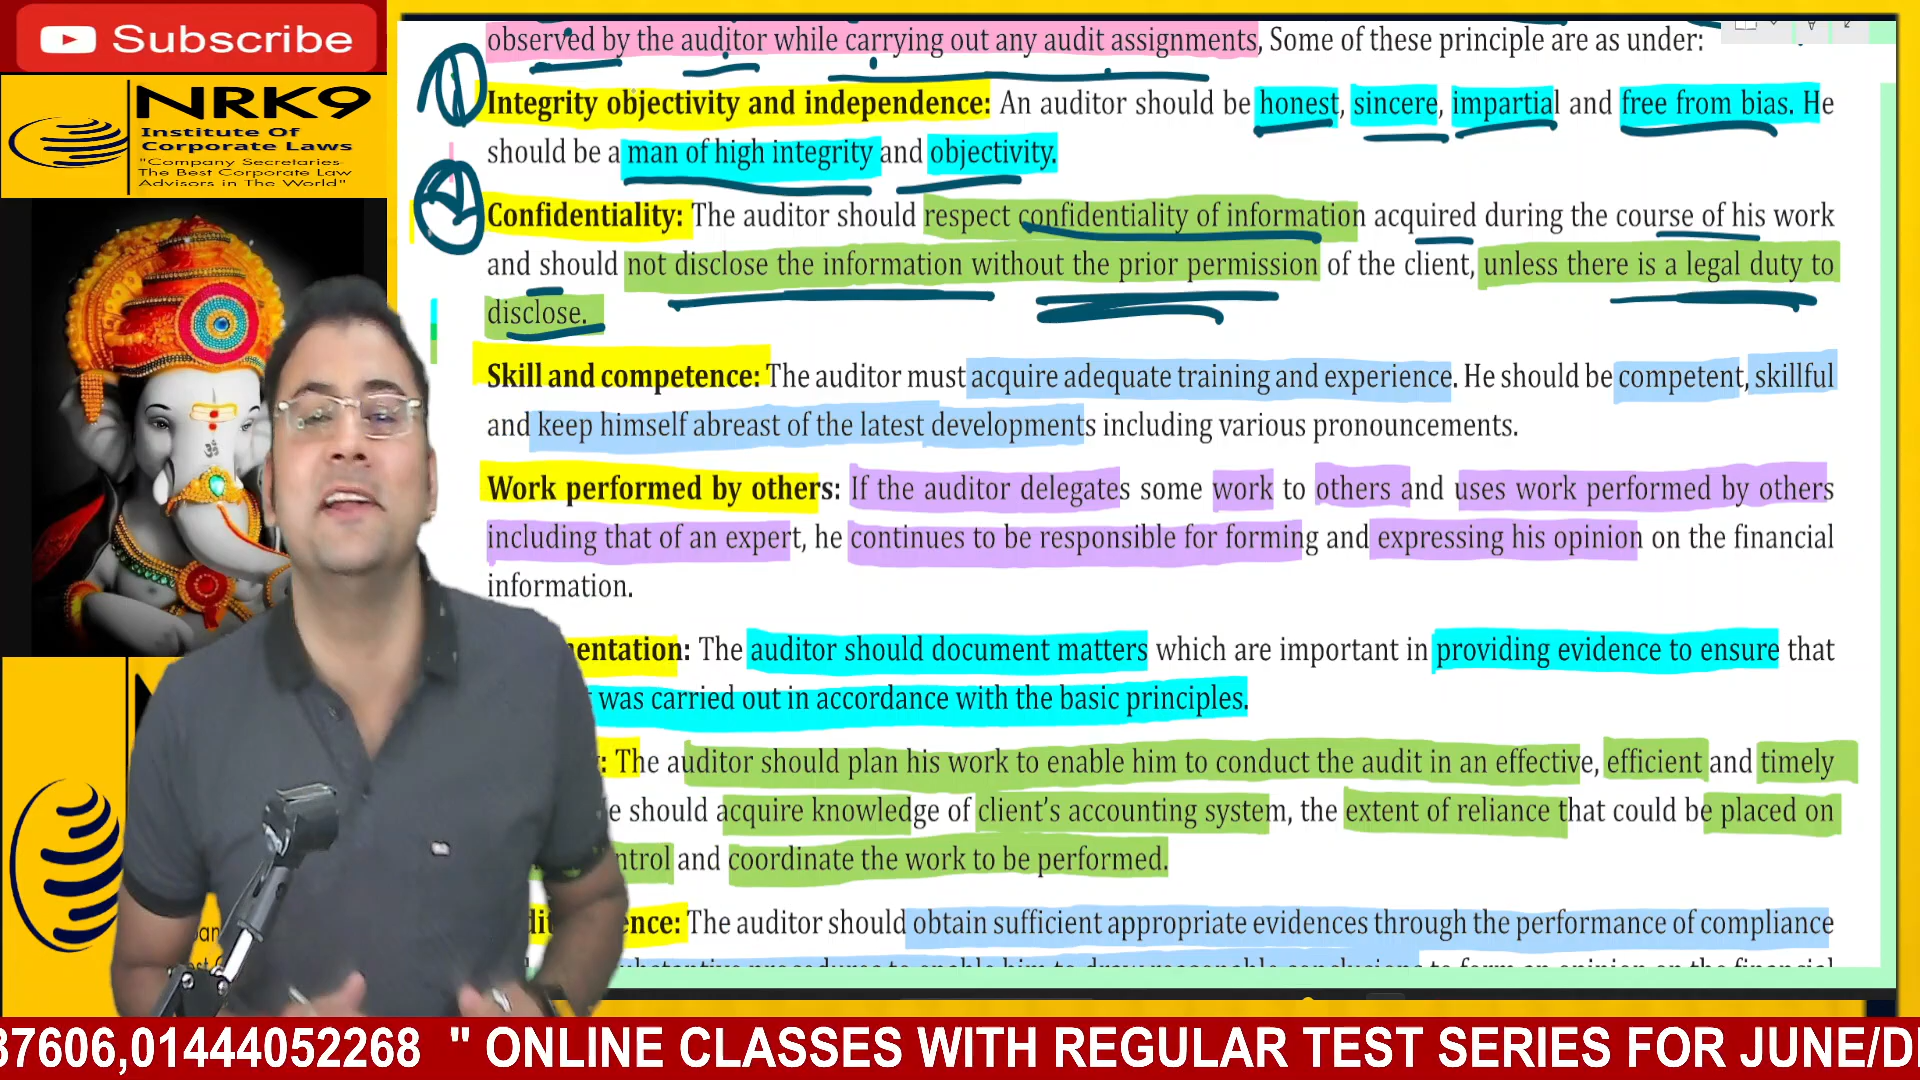 Subscribe
NRK9
Institute Of
Corporate Laws
"Company Secretaries-
The Best Corporate Law
Advisors in The World"
observed by the auditor while carrying out any audit assignments, Some of these principle are as under:
1
Integrity objectivity and independence: An auditor should be honest, sincere, impartial and free from bias. He
should be a man of high integrity and objectivity.
2
Confidentiality: The auditor should respect confidentiality of information acquired during the course of his work
and should not disclose the information without the prior permission of the client, unless there is a legal duty to
disclose.
Skill and competence: The auditor must acquire adequate training and experience. He should be competent, skillful
and keep himself abreast of the latest developments including various pronouncements.
Work performed by others: If the auditor delegates some work to others and uses work performed by others
including that of an expert, he continues to be responsible for forming and expressing his opinion on the financial
information.
entation: The auditor should document matters which are important in providing evidence to ensure that
was carried out in accordance with the basic principles.
: The auditor should plan his work to enable him to conduct the audit in an effective, efficient and timely
e should acquire knowledge of client's accounting system, the extent of reliance that could be placed on
ntrol and coordinate the work to be performed.
The auditor should obtain sufficient appropriate evidences through the performance of compliance
37606,01444052268 " ONLINE CLASSES WITH REGULAR TEST SERIES FOR JUNE/D